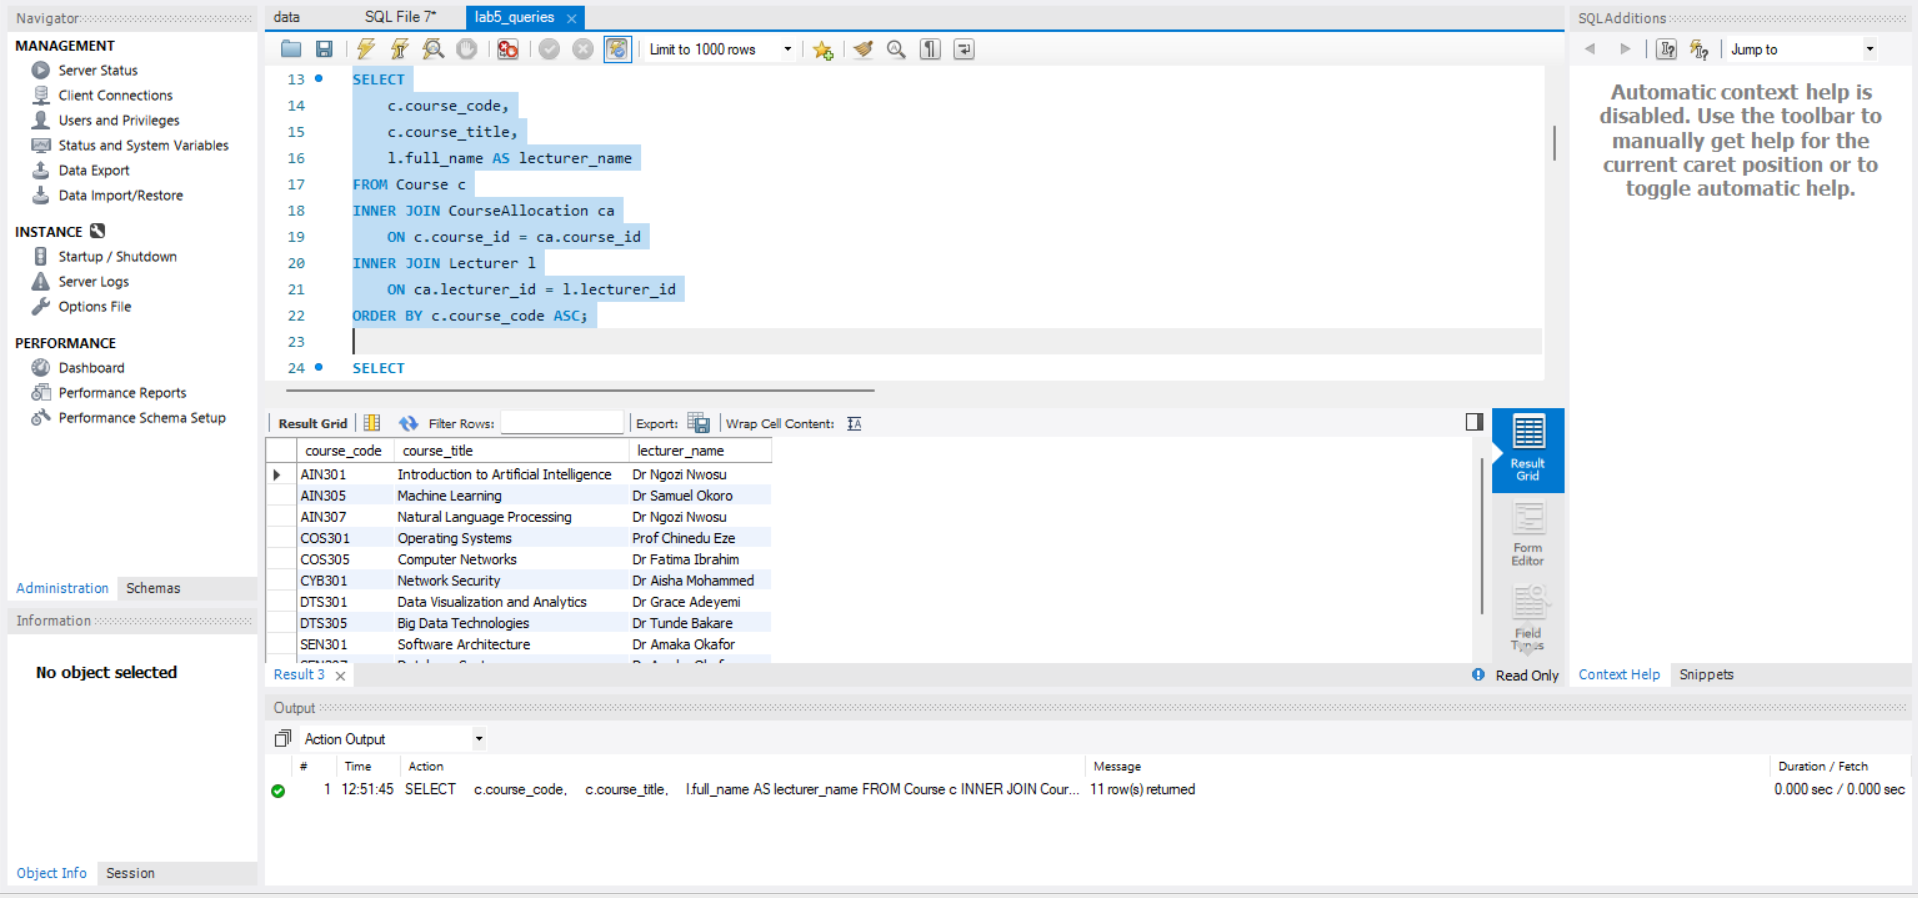 Navigator
MANAGEMENT
Server Status
Client Connections
Users and Privileges
Status and System Variables
Data Export
Data Import/Restore
INSTANCE
Startup / Shutdown
Server Logs
Options File
PERFORMANCE
Dashboard
Performance Reports
Performance Schema Setup
Administration Schemas
Information
No object selected
Object Info Session
data SQL File 7* lab5_queries
Limit to 1000 rows
13 SELECT
14 c.course_code,
15 c.course_title,
16 l.full_name AS lecturer_name
17 FROM Course c
18 INNER JOIN CourseAllocation ca
19 ON c.course_id = ca.course_id
20 INNER JOIN Lecturer l
21 ON ca.lecturer_id = l.lecturer_id
22 ORDER BY c.course_code ASC;
23
24 SELECT
Result Grid Filter Rows: Export: Wrap Cell Content:
course_code course_title lecturer_name
AIN301 Introduction to Artificial Intelligence Dr Ngozi Nwosu
AIN305 Machine Learning Dr Samuel Okoro
AIN307 Natural Language Processing Dr Ngozi Nwosu
COS301 Operating Systems Prof Chinedu Eze
COS305 Computer Networks Dr Fatima Ibrahim
CYB301 Network Security Dr Aisha Mohammed
DTS301 Data Visualization and Analytics Dr Grace Adeyemi
DTS305 Big Data Technologies Dr Tunde Bakare
SEN301 Software Architecture Dr Amaka Okafor
Result
Grid
Form
Editor
Field
Types
Result 3 Read Only
Output
Action Output
# Time Action Message Duration / Fetch
1 12:51:45 SELECT c.course_code, c.course_title, l.full_name AS lecturer_name FROM Course c INNER JOIN Cour... 11 row(s) returned 0.000 sec / 0.000 sec
SQLAdditions
Jump to
Automatic context help is
disabled. Use the toolbar to
manually get help for the
current caret position or to
toggle automatic help.
Context Help Snippets